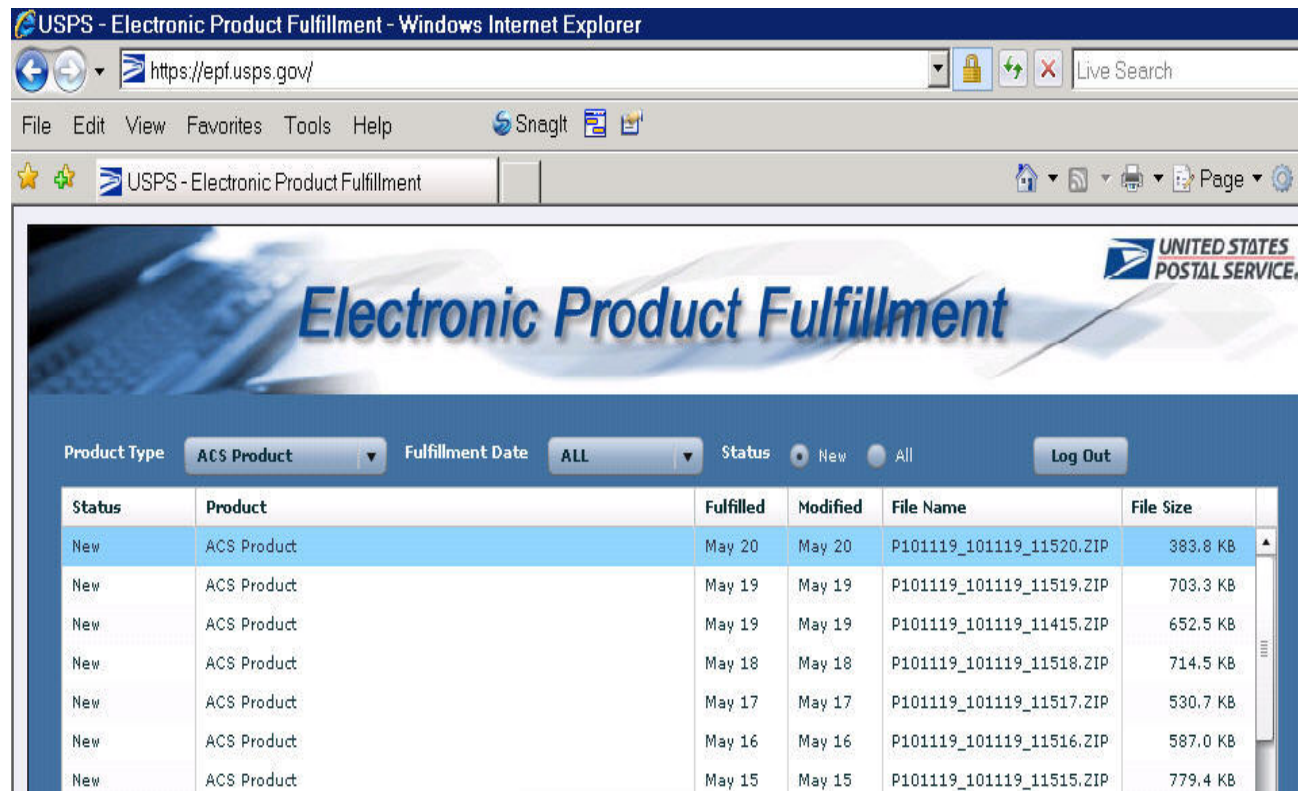 USPS - Electronic Product Fulfillment - Windows Internet Explorer
https://epf.usps.gov/ Live Search
File Edit View Favorites Tools Help SnagIt
USPS - Electronic Product Fulfillment Page
UNITED STATES
POSTAL SERVICE®
Electronic Product Fulfillment
Product Type ACS Product Fulfillment Date ALL Status New All Log Out
Status Product Fulfilled Modified File Name File Size
New ACS Product May 20 May 20 P101119_101119_11520.ZIP 383.8 KB
New ACS Product May 19 May 19 P101119_101119_11519.ZIP 703.3 KB
New ACS Product May 19 May 19 P101119_101119_11415.ZIP 652.5 KB
New ACS Product May 18 May 18 P101119_101119_11518.ZIP 714.5 KB
New ACS Product May 17 May 17 P101119_101119_11517.ZIP 530.7 KB
New ACS Product May 16 May 16 P101119_101119_11516.ZIP 587.0 KB
New ACS Product May 15 May 15 P101119_101119_11515.ZIP 779.4 KB